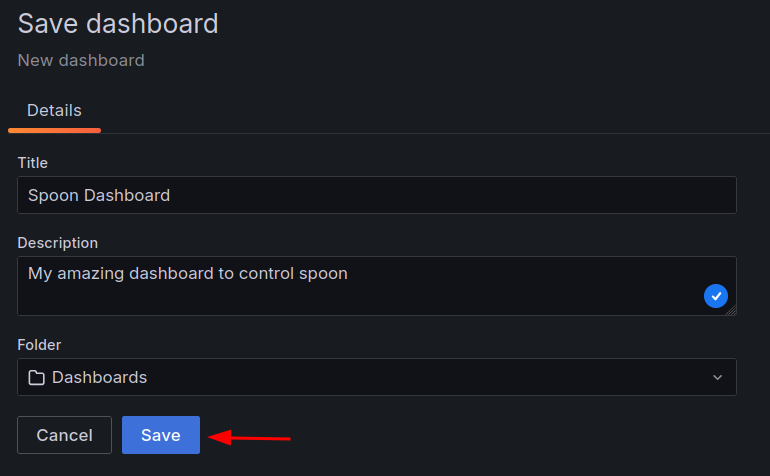 Save dashboard
New dashboard
Details
Title
Spoon Dashboard
Description
My amazing dashboard to control spoon
Folder
Dashboards
Cancel Save